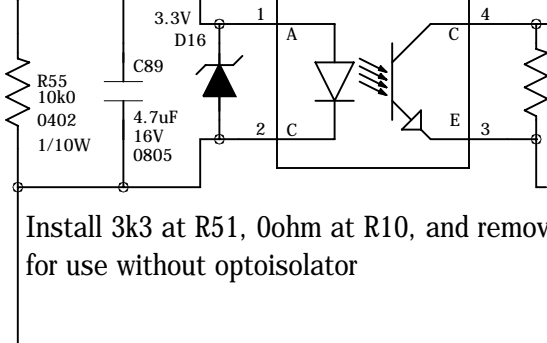 3.3V
D16
1
A
C
4
R55
10k0
0402
1/10W
C89
4.7uF
16V
0805
2
C
E
3
Install 3k3 at R51, 0ohm at R10, and remov
for use without optoisolator